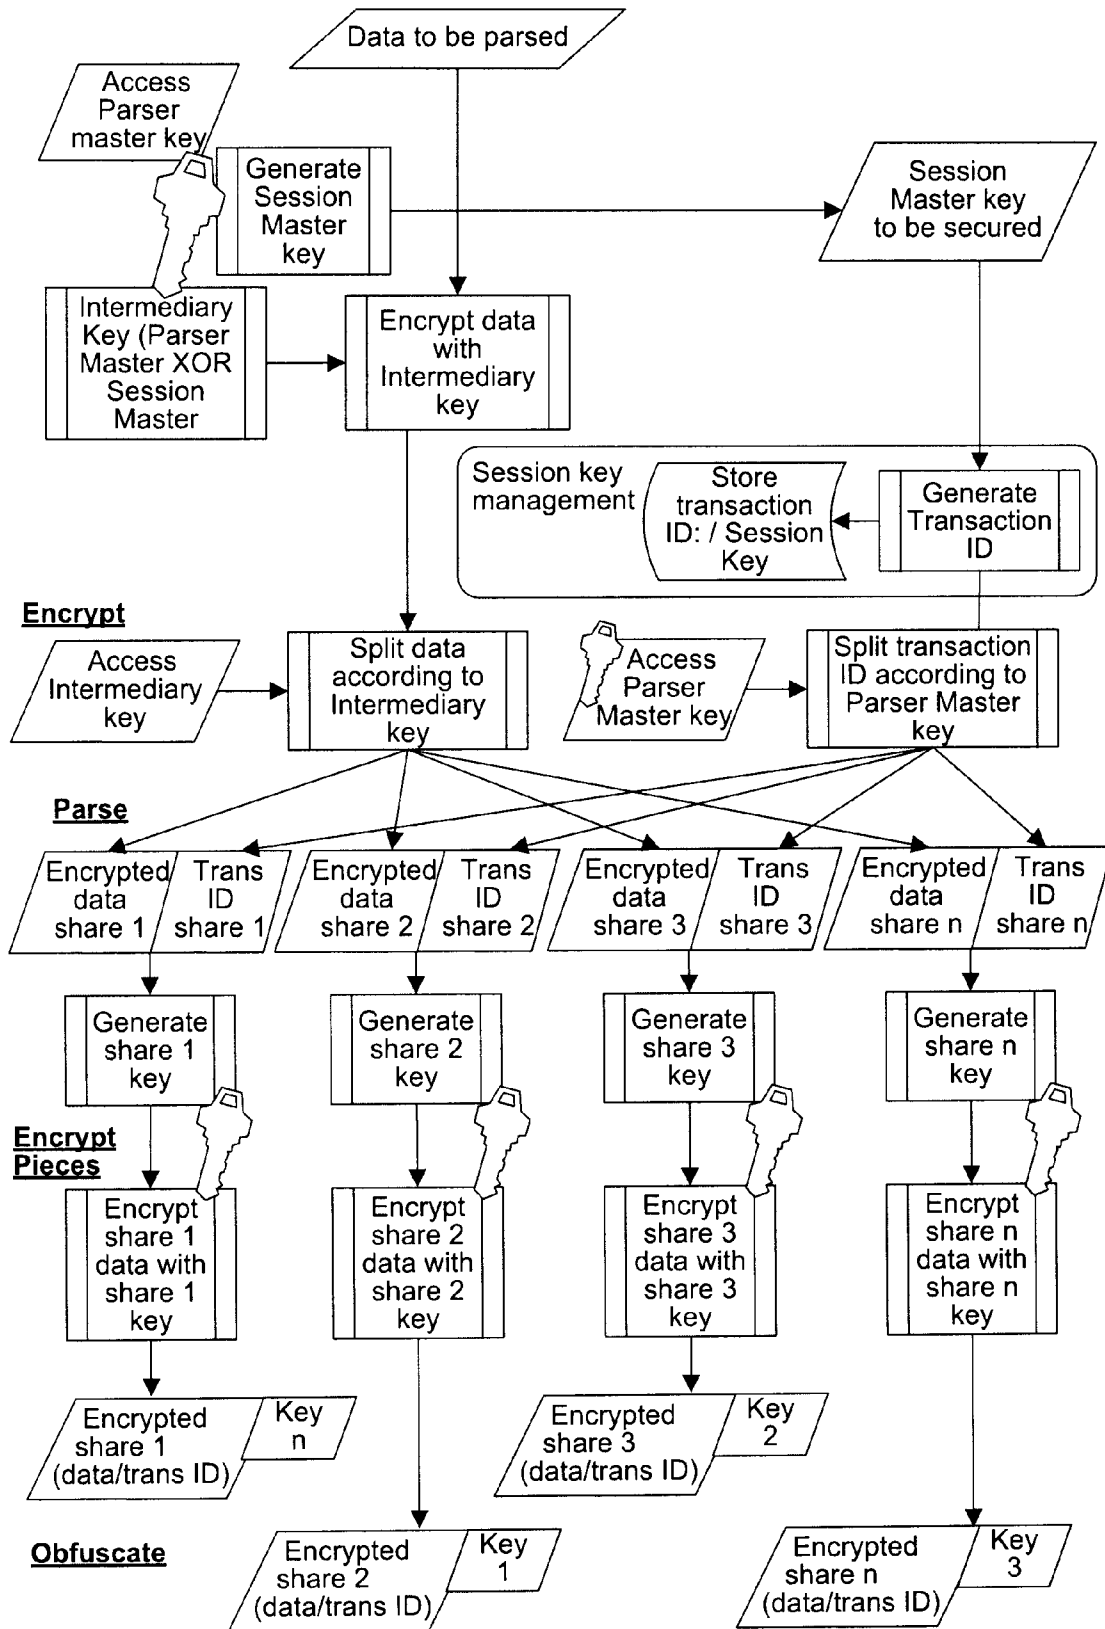 Data to be parsed
Access
Parser
master key
Generate
Session
Master
key
Session
Master key
to be secured
Intermediary
Key (Parser
Master XOR
Session
Master
Encrypt data
with
Intermediary
key
Session key
management
Store
transaction
ID: / Session
Key
Generate
Transaction
ID
Encrypt
Access
Intermediary
key
Split data
according to
Intermediary
key
Access
Parser
Master key
Split transaction
ID according to
Parser Master
key
Parse
Encrypted
data
share 1
Trans
ID
share 1
Encrypted
data
share 2
Trans
ID
share 2
Encrypted
data
share 3
Trans
ID
share 3
Encrypted
data
share n
Trans
ID
share n
Generate
share 1
key
Generate
share 2
key
Generate
share 3
key
Generate
share n
key
Encrypt
Pieces
Encrypt
share 1
data with
share 1
key
Encrypt
share 2
data with
share 2
key
Encrypt
share 3
data with
share 3
key
Encrypt
share n
data with
share n
key
Encrypted
share 1
(data/trans ID)
Key
n
Encrypted
share 3
(data/trans ID)
Key
2
Obfuscate
Encrypted
share 2
(data/trans ID)
Key
1
Encrypted
share n
(data/trans ID)
Key
3